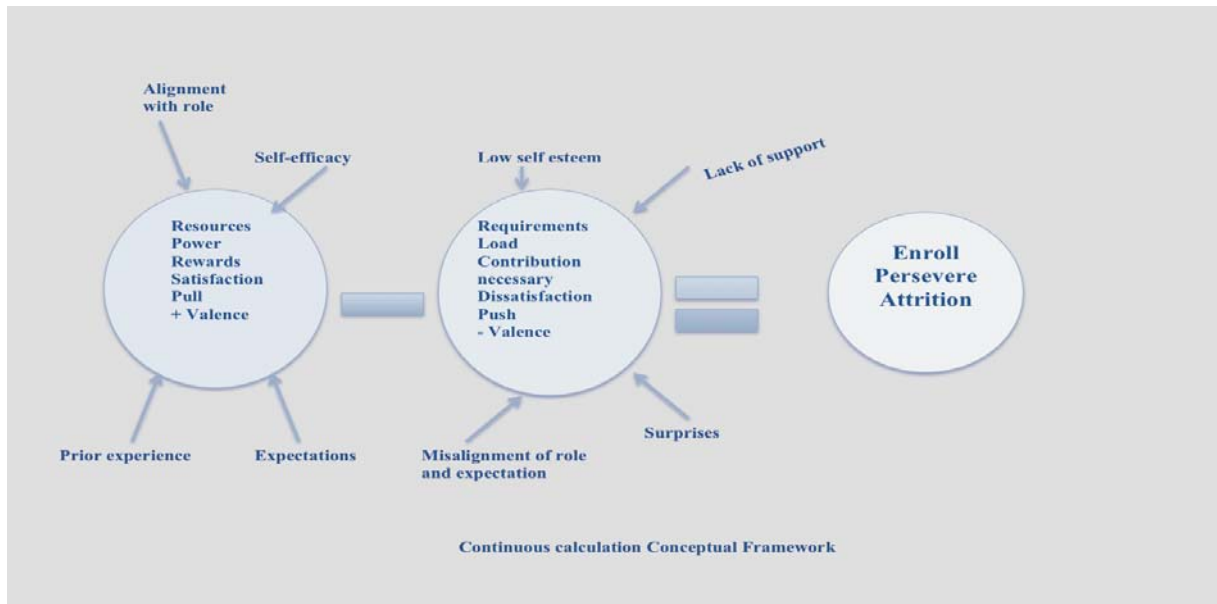 Alignment
with role
Self-efficacy
Low self esteem
Lack of support
Resources
Power
Rewards
Satisfaction
Pull
+ Valence
Requirements
Load
Contribution
necessary
Dissatisfaction
Push
- Valence
Enroll
Persevere
Attrition
Prior experience
Expectations
Misalignment of role
and expectation
Surprises
Continuous calculation Conceptual Framework